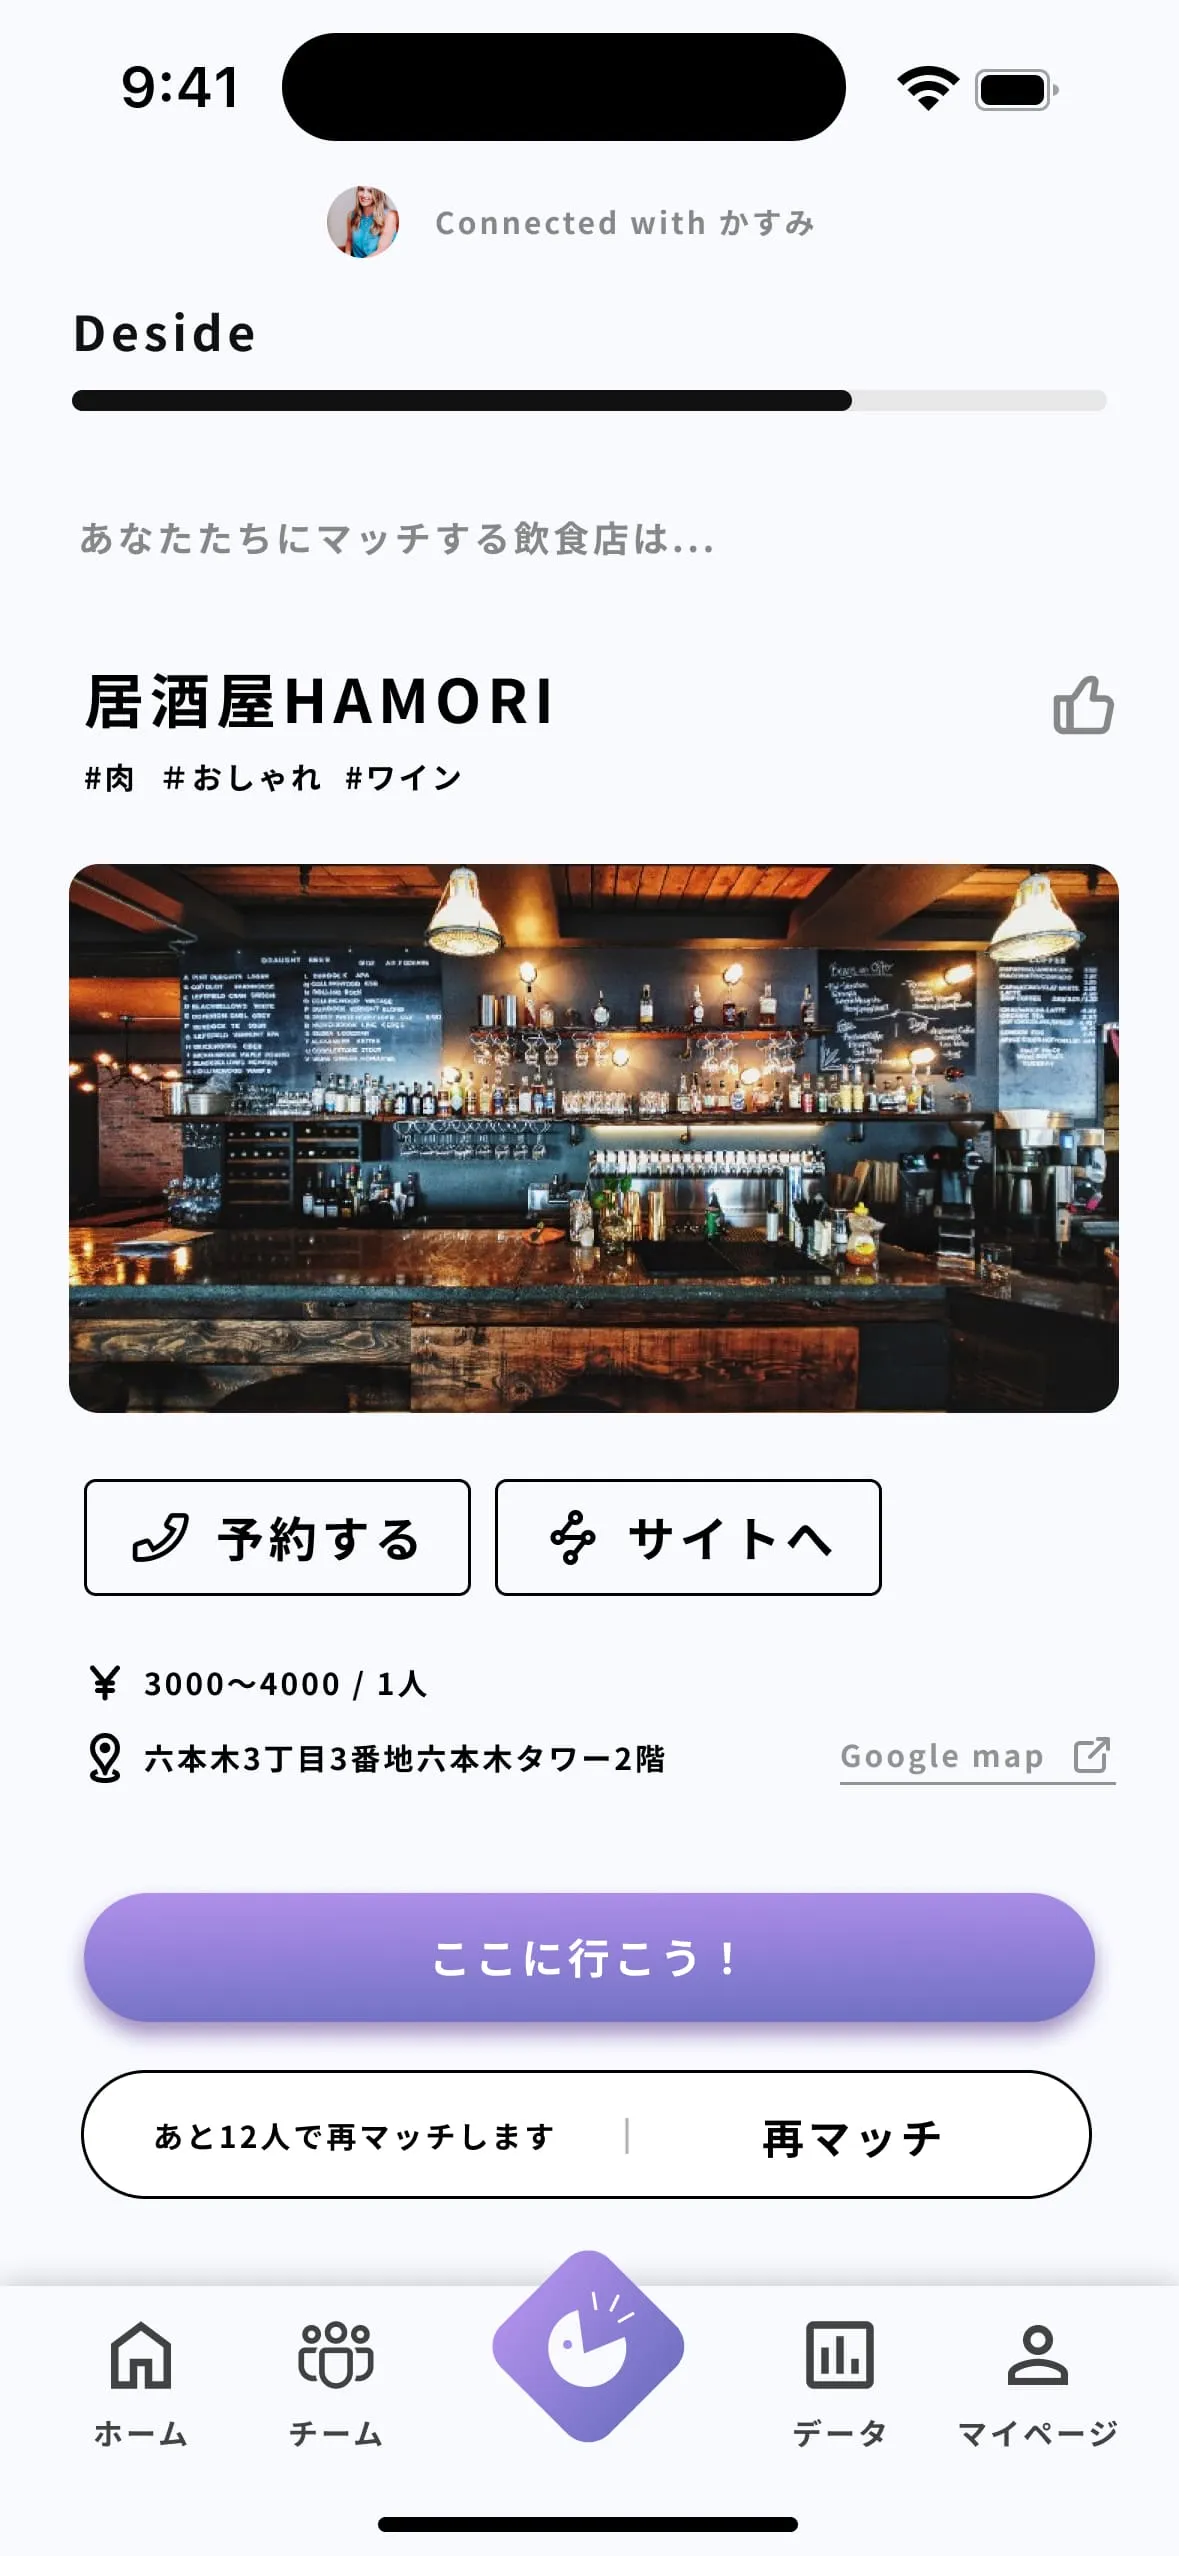 9:41
Connected with かすみ
Deside
あなたたちにマッチする飲食店は...
居酒屋HAMORI
#肉 #おしゃれ #ワイン
DRAUGHT BEER
予約する
サイトへ
¥ 3000〜4000 / 1人
六本木3丁目3番地六本木タワー2階
Google map
ここに行こう！
あと12人で再マッチします
再マッチ
ホーム
チーム
データ
マイページ